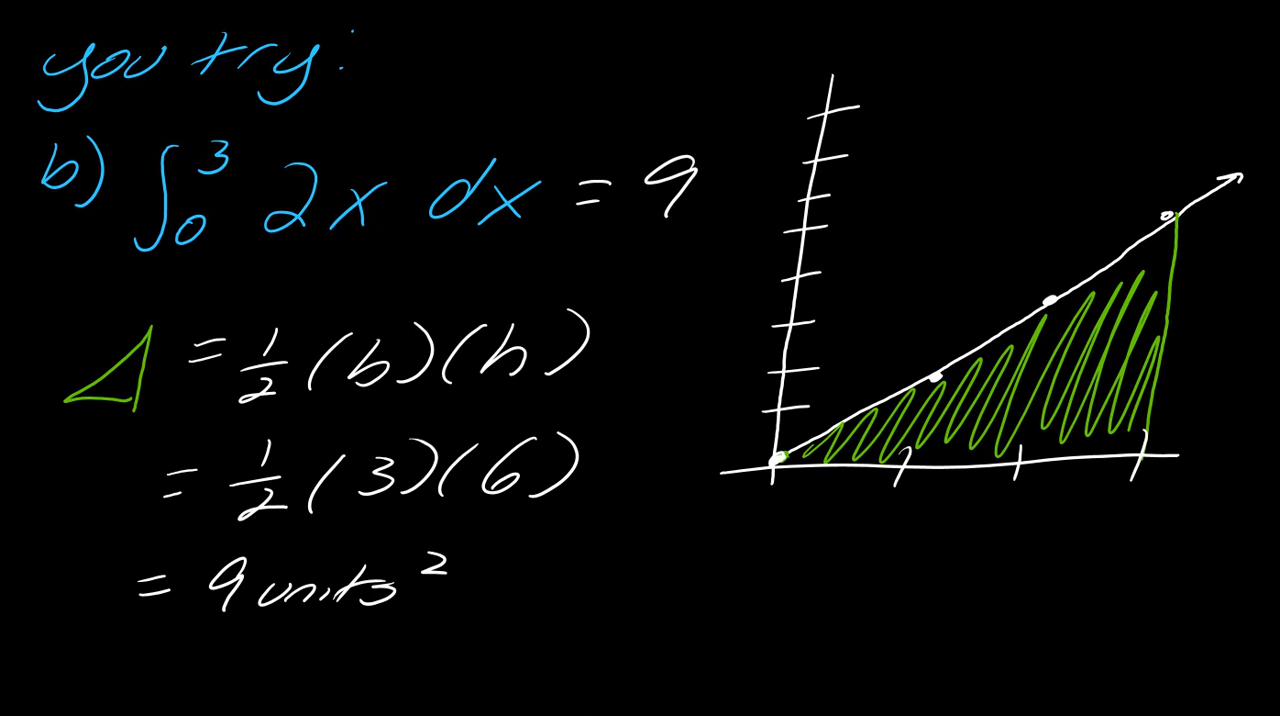 you try:
b) ∫₀³ 2x dx = 9
= 1/2 (b)(h)
= 1/2 (3)(6)
= 9 units²